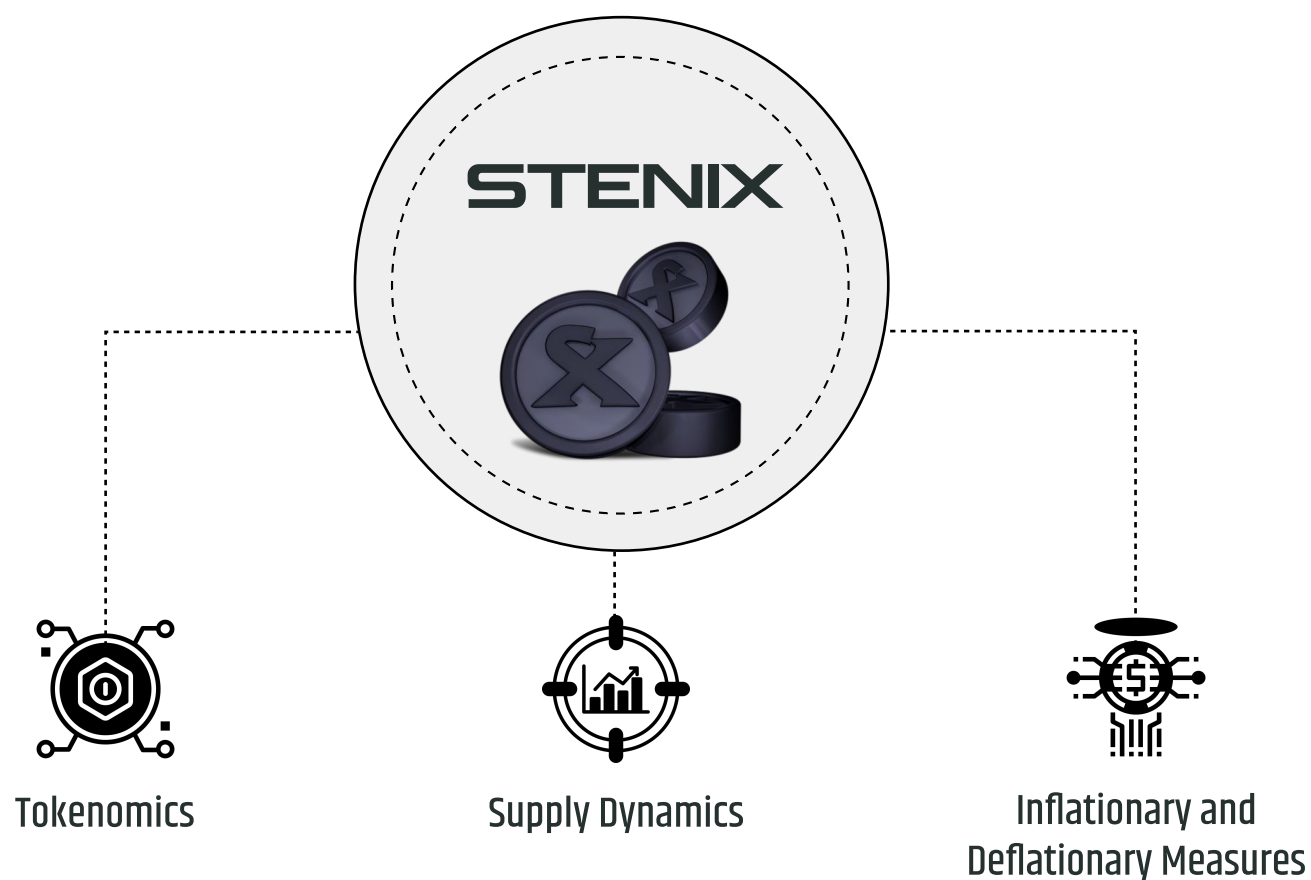 STENIX
Tokenomics
Supply Dynamics
Inflationary and
Deflationary Measures